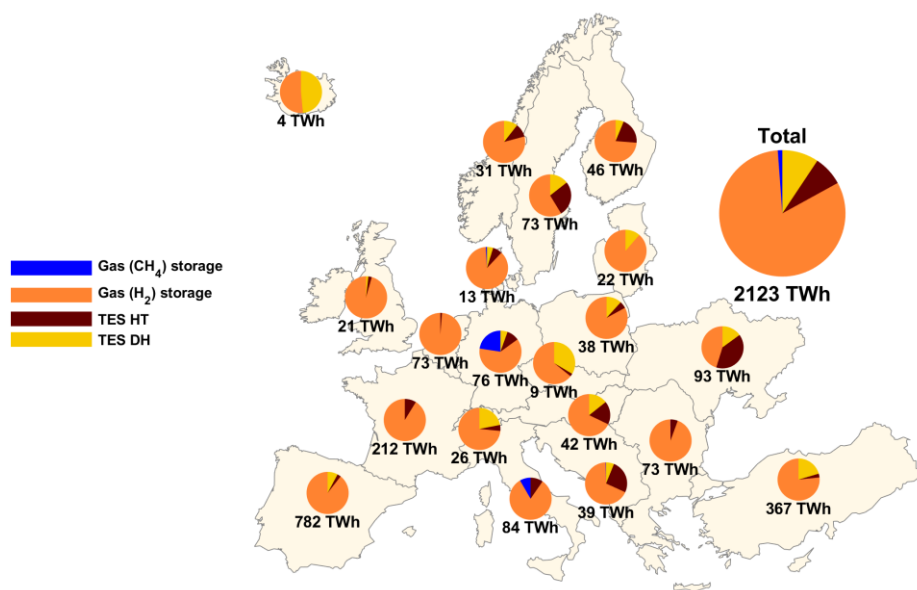 4 TWh
31 TWh
46 TWh
Total
73 TWh
2123 TWh
22 TWh
13 TWh
Gas (CH₄) storage
Gas (H₂) storage
TES HT
TES DH
21 TWh
73 TWh
38 TWh
76 TWh
9 TWh
93 TWh
212 TWh
26 TWh
42 TWh
73 TWh
782 TWh
84 TWh
39 TWh
367 TWh